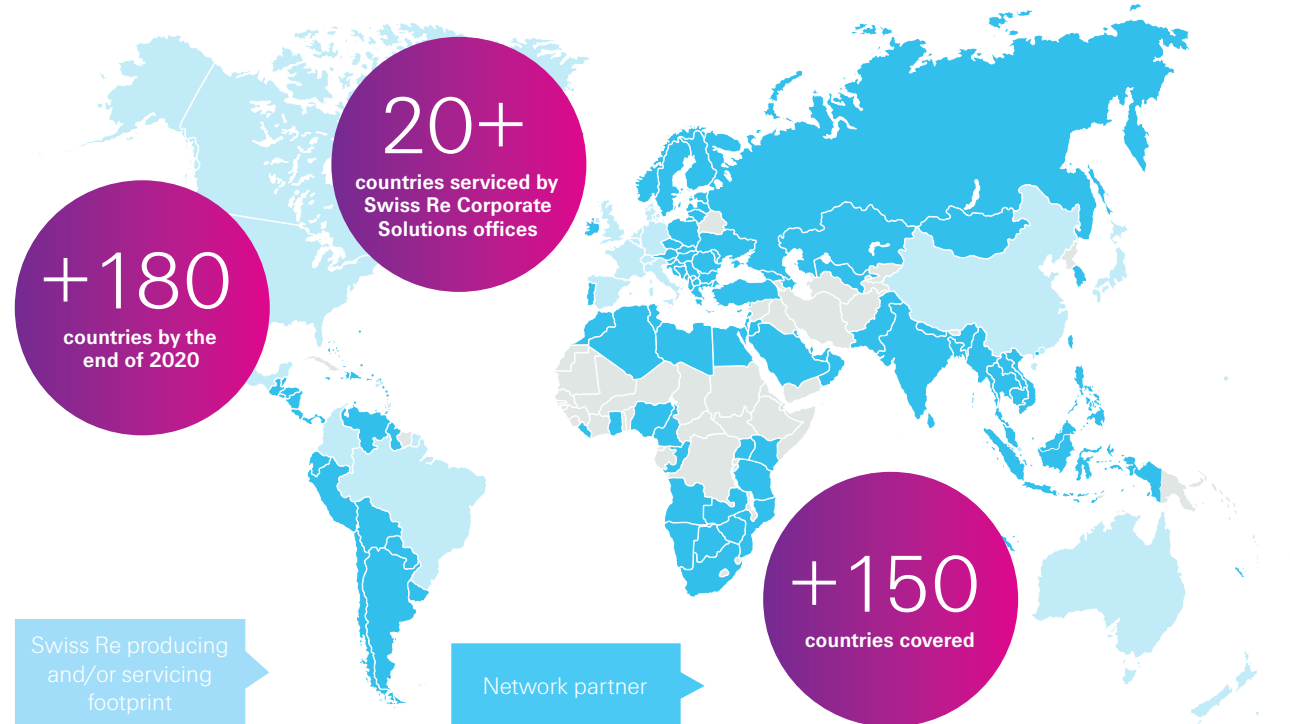 20+
countries serviced by
Swiss Re Corporate
Solutions offices
+180
countries by the
end of 2020
+150
countries covered
Swiss Re producing
and/or servicing
footprint
Network partner